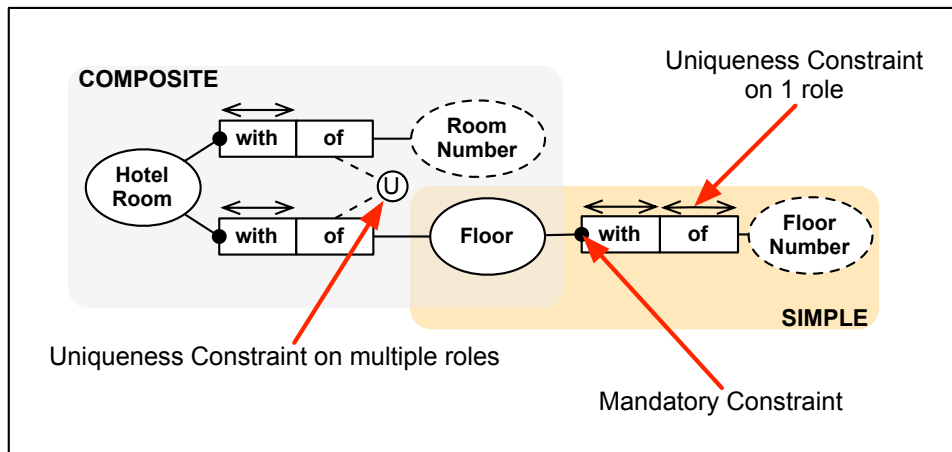 COMPOSITE
Uniqueness Constraint
on 1 role
with
of
Room
Number
Hotel
Room
U
with
of
Floor
with
of
Floor
Number
SIMPLE
Uniqueness Constraint on multiple roles
Mandatory Constraint